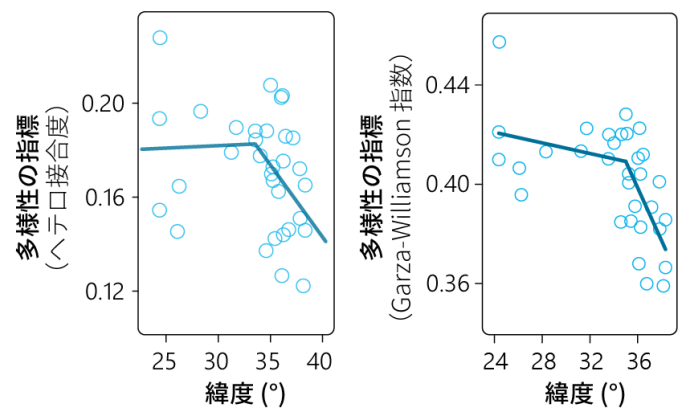 多様性の指標
(ヘテロ接合度)
0.20
0.16
0.12
25 30 35 40
緯度 (°)
多様性の指標
(Garza-Williamson 指数)
0.44
0.40
0.36
24 28 32 36
緯度 (°)